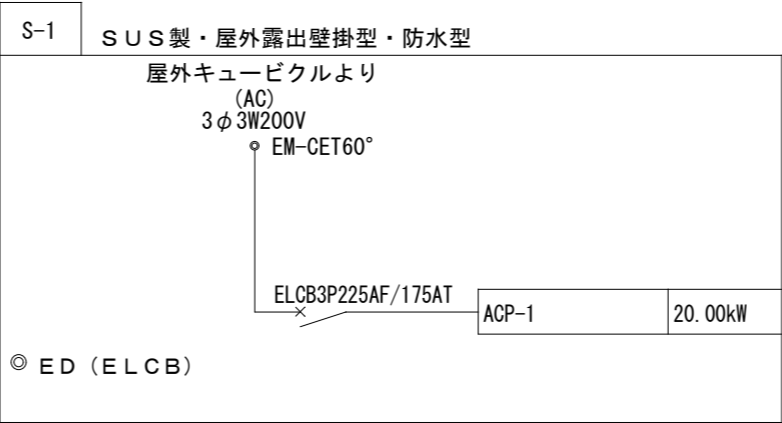 S-1
ＳＵＳ製・屋外露出壁掛型・防水型
屋外キュービクルより
(AC)
3φ3W200V
EM-CET60°
ELCB3P225AF/175AT
ACP-1
20.00kW
◎ ＥＤ（ＥＬＣＢ）